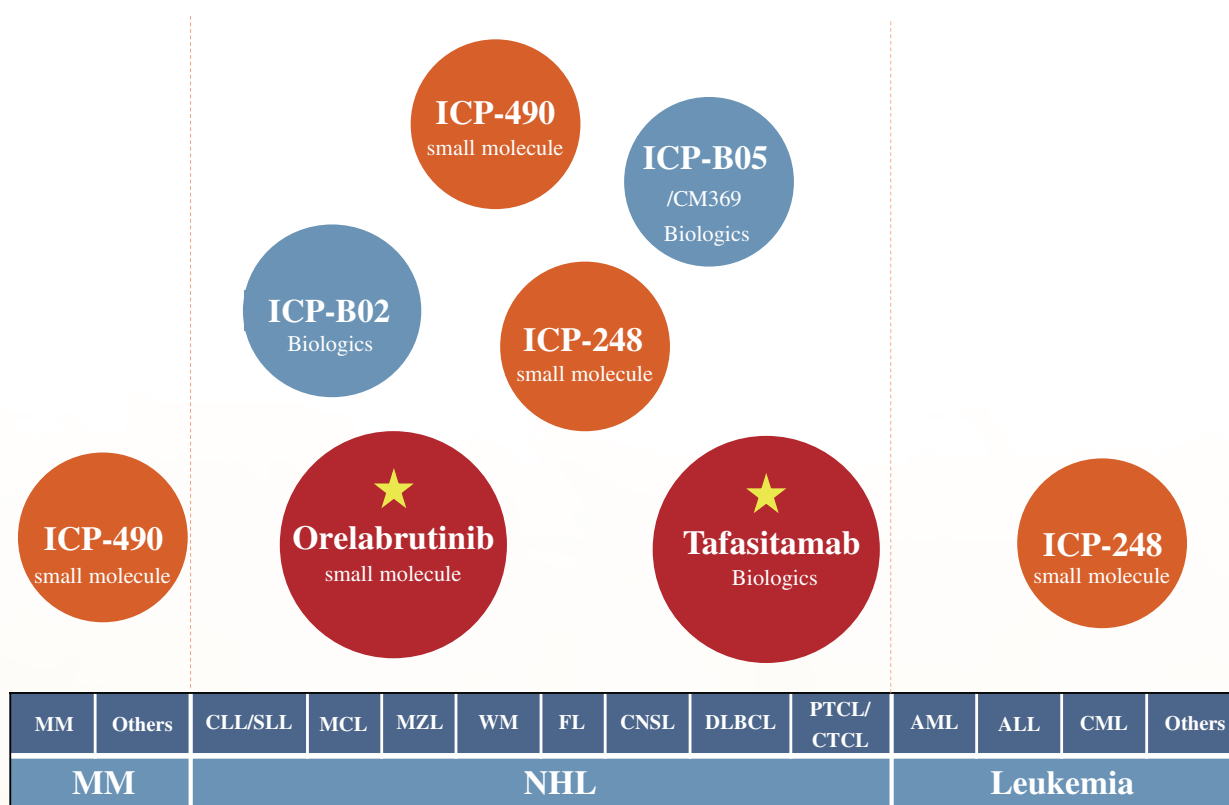 ICP-490
small molecule
ICP-B05
/CM369
Biologics
ICP-B02
Biologics
ICP-248
small molecule
ICP-490
small molecule
Orelabrutinib
small molecule
Tafasitamab
Biologics
ICP-248
small molecule
MM
Others
CLL/SLL
MCL
MZL
WM
FL
CNSL
DLBCL
PTCL/
CTCL
AML
ALL
CML
Others
MM
NHL
Leukemia